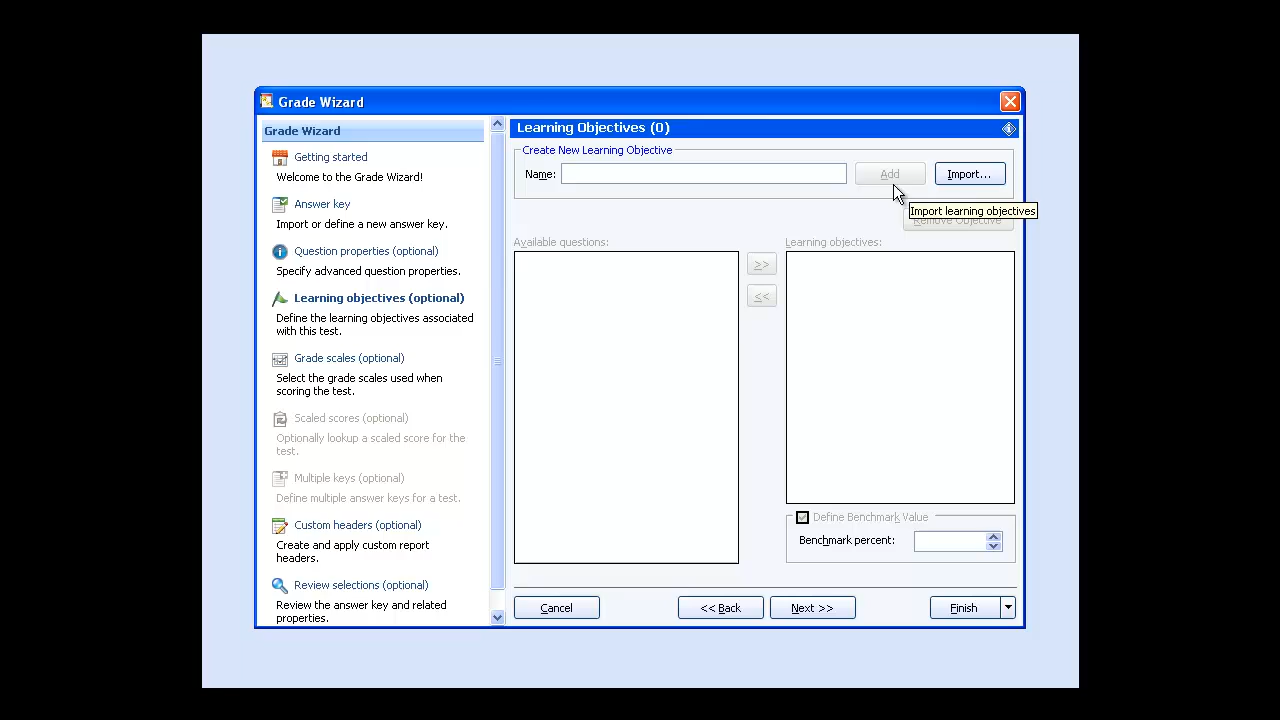 Grade Wizard
Grade Wizard
Getting started
Welcome to the Grade Wizard!
Answer key
Import or define a new answer key.
Question properties (optional)
Specify advanced question properties.
Learning objectives (optional)
Define the learning objectives associated
with this test.
Grade scales (optional)
Select the grade scales used when
scoring the test.
Scaled scores (optional)
Optionally lookup a scaled score for the
test.
Multiple keys (optional)
Define multiple answer keys for a test.
Custom headers (optional)
Create and apply custom report
headers.
Review selections (optional)
Review the answer key and related
properties.
Learning Objectives (0)
Create New Learning Objective
Name:
Add
Import...
Import learning objectives
Remove Objective
Available questions:
>>
<<
Learning objectives:
Define Benchmark Value
Benchmark percent:
Cancel
<< Back
Next >>
Finish